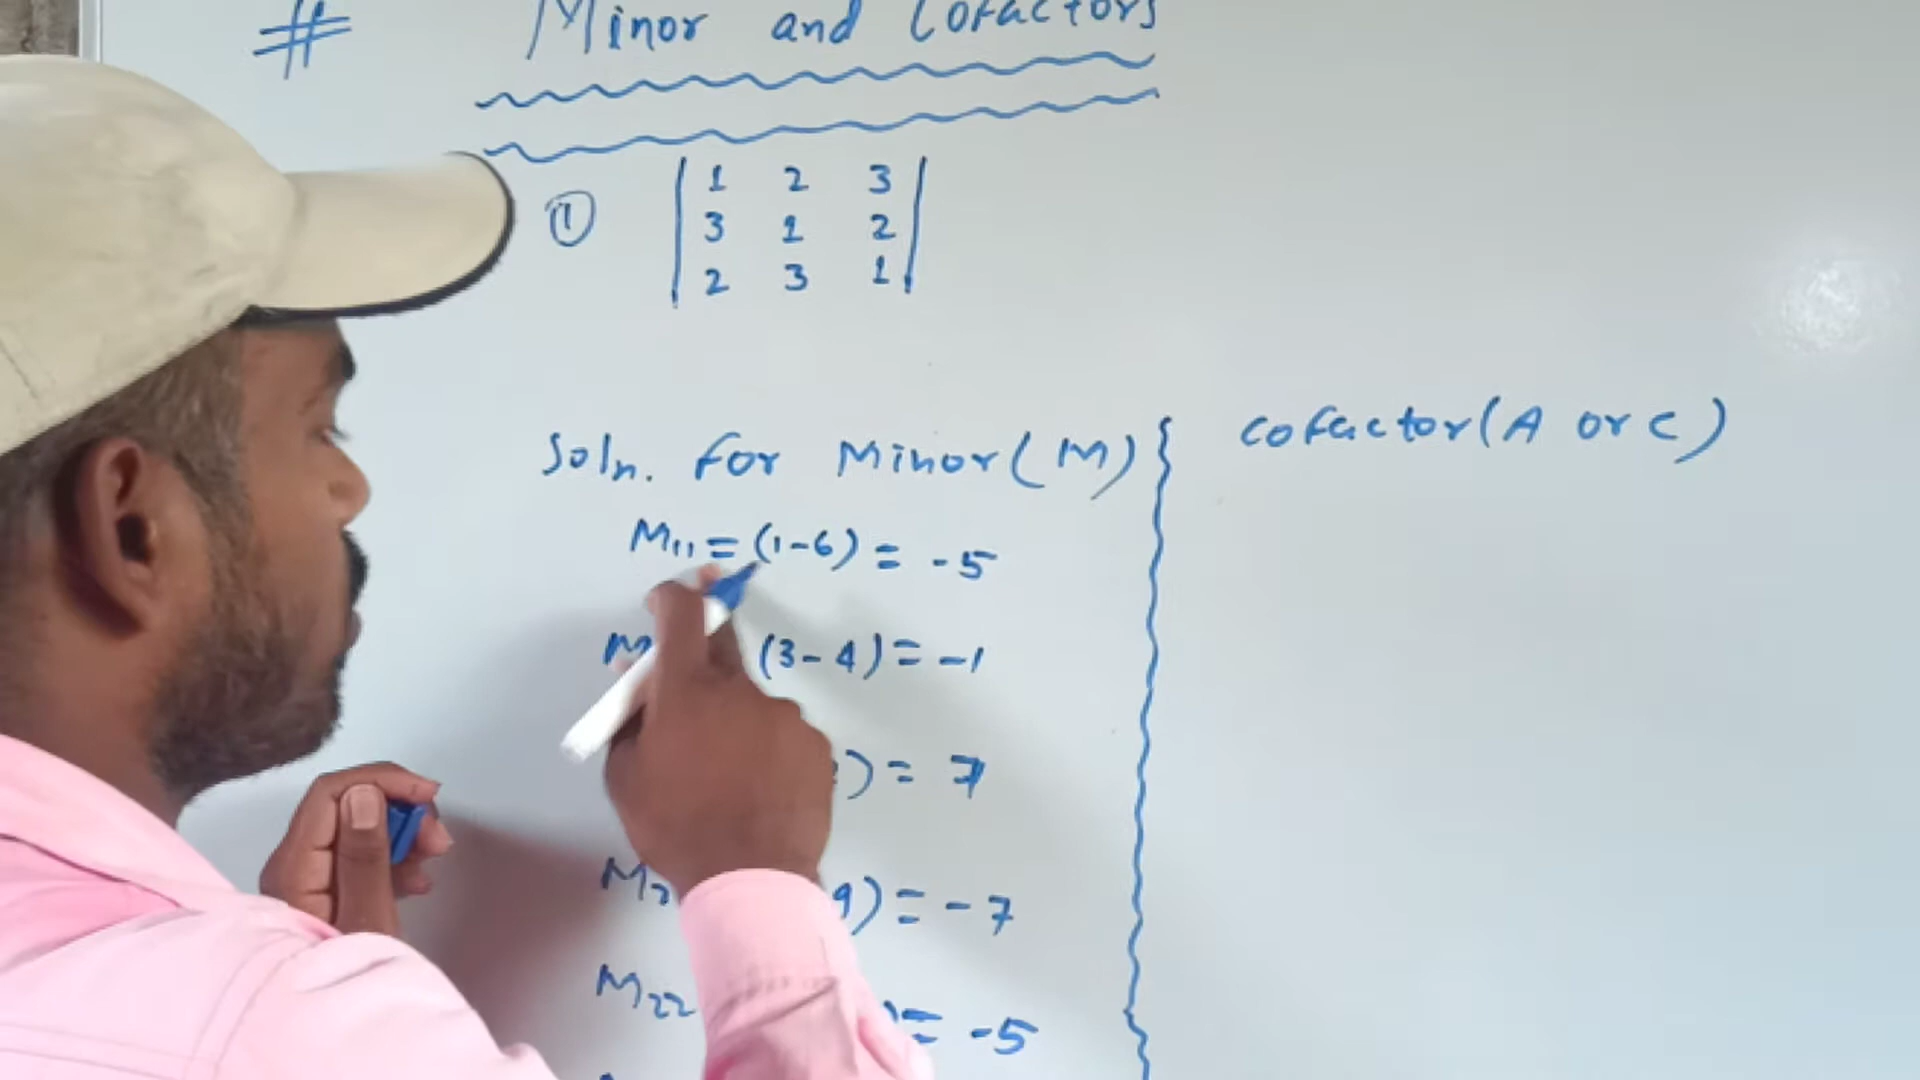 # Minor and Cofactors
① | 1 2 3 |
| 3 1 2 |
| 2 3 1 |
Soln. for Minor (M) } cofactor (A or C)
M₁₁ = (1-6) = -5
M (3-4) = -1
) = 7
M₂ 9) = -7
M₂₂ ) = -5